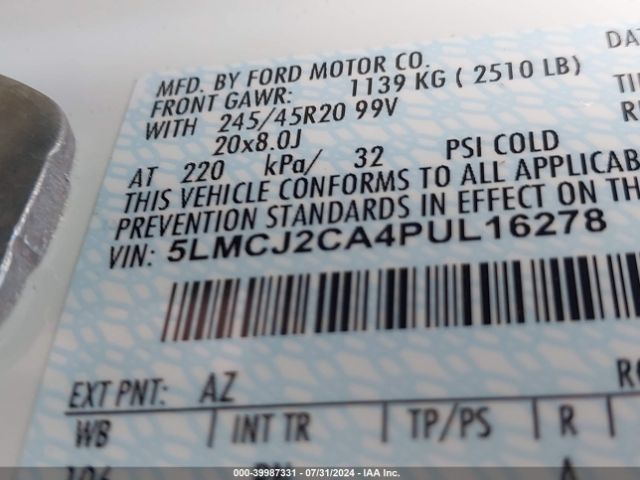 MFD. BY FORD MOTOR CO.
FRONT GAWR: 1139 KG ( 2510 LB)
WITH 245/45R20 99V
20x8.0J
AT 220 kPa/ 32 PSI COLD
THIS VEHICLE CONFORMS TO ALL APPLICAB
PREVENTION STANDARDS IN EFFECT ON THE
VIN: 5LMCJ2CA4PUL16278
EXT PNT: AZ
WB INT TR TP/PS R
000-39987331 - 07/31/2024 - IAA Inc.